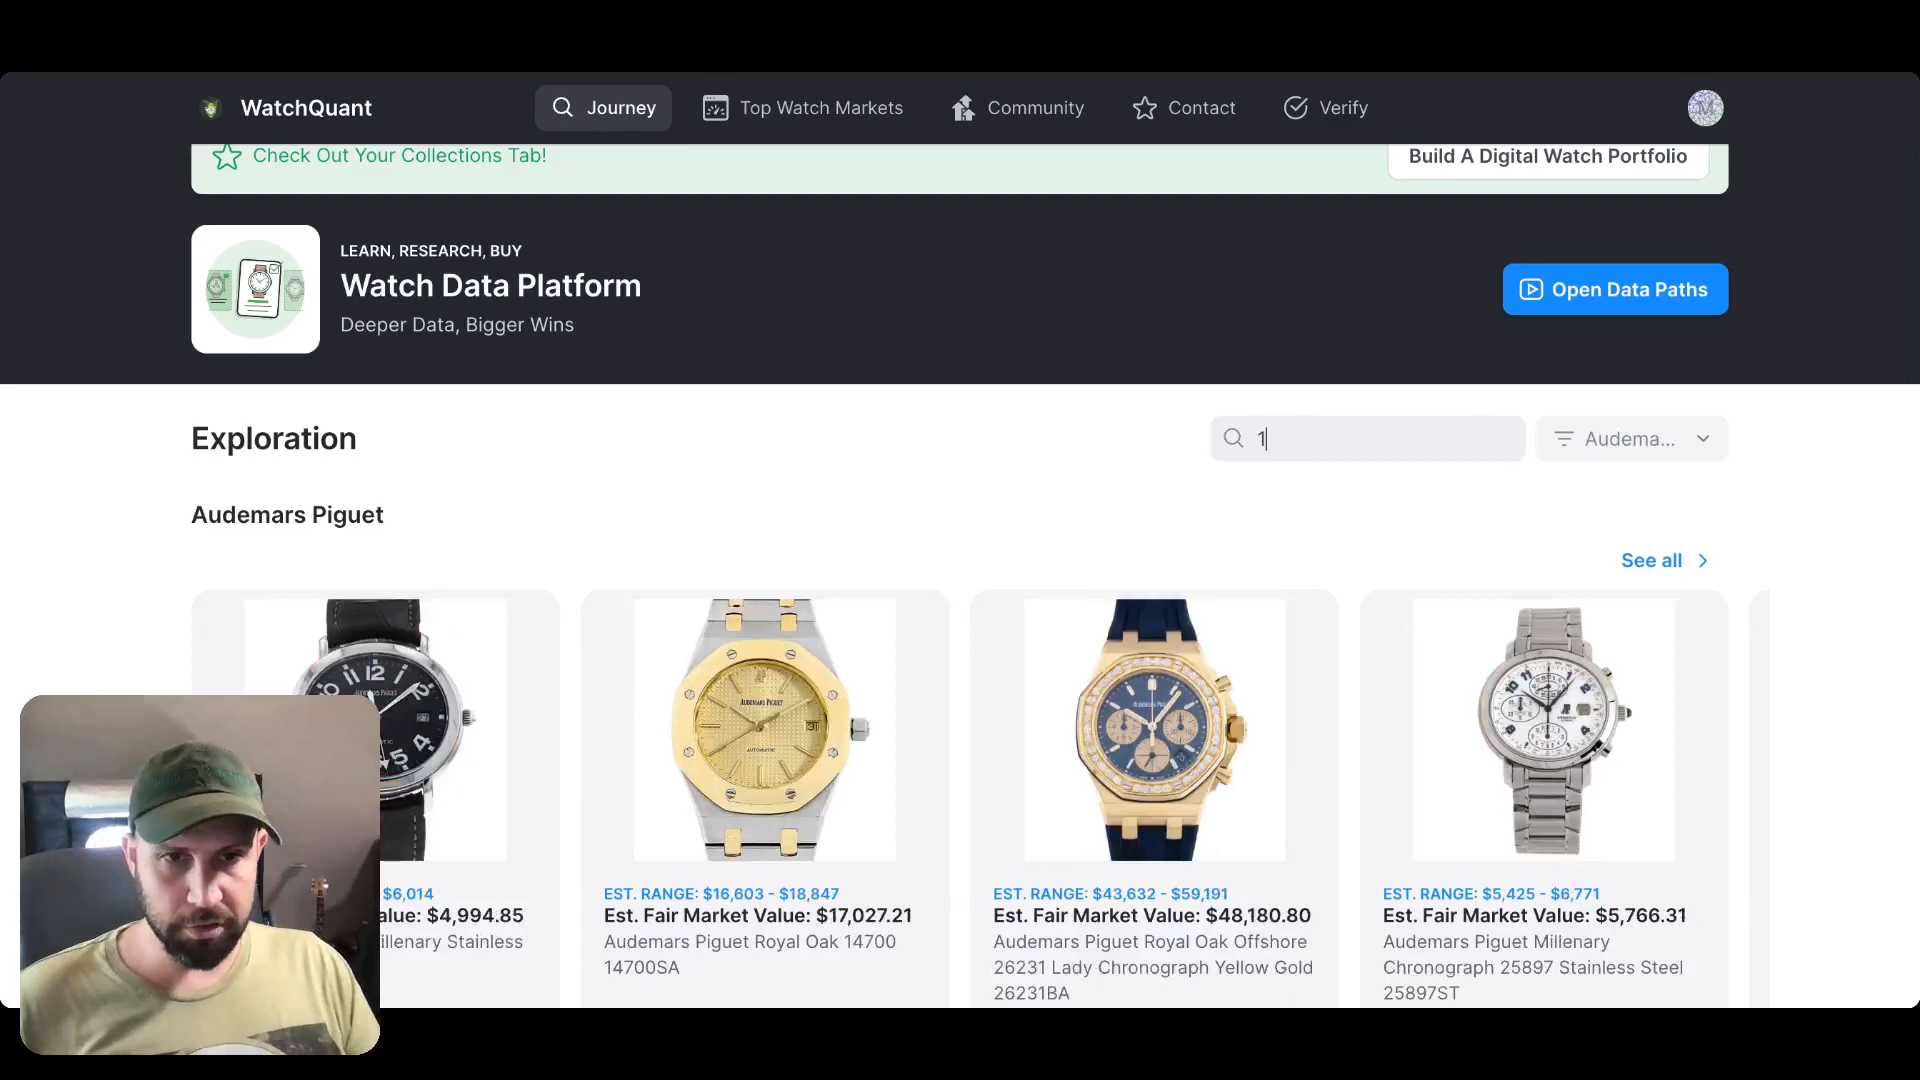 WatchQuant
Journey
Top Watch Markets
Community
Contact
Verify
Check Out Your Collections Tab!
Build A Digital Watch Portfolio
LEARN, RESEARCH, BUY
Watch Data Platform
Deeper Data, Bigger Wins
Open Data Paths
Exploration
1
Audema...
Audemars Piguet
See all
$6,014
alue: $4,994.85
illenary Stainless
EST. RANGE: $16,603 - $18,847
Est. Fair Market Value: $17,027.21
Audemars Piguet Royal Oak 14700
14700SA
EST. RANGE: $43,632 - $59,191
Est. Fair Market Value: $48,180.80
Audemars Piguet Royal Oak Offshore
26231 Lady Chronograph Yellow Gold
26231BA
EST. RANGE: $5,425 - $6,771
Est. Fair Market Value: $5,766.31
Audemars Piguet Millenary
Chronograph 25897 Stainless Steel
25897ST